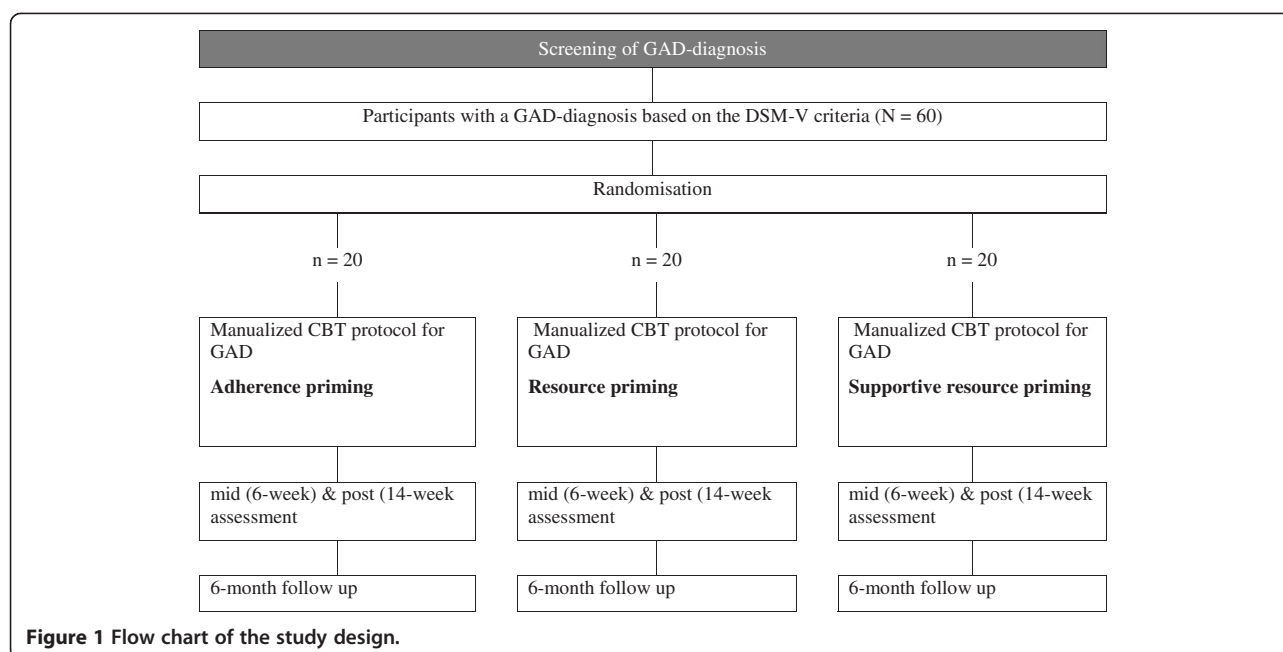 Screening of GAD-diagnosis
Participants with a GAD-diagnosis based on the DSM-V criteria (N = 60)
Randomisation
n = 20
n = 20
n = 20
Manualized CBT protocol for
GAD
Adherence priming
Manualized CBT protocol for
GAD
Resource priming
Manualized CBT protocol for
GAD
Supportive resource priming
mid (6-week) & post (14-week
assessment
mid (6-week) & post (14-week
assessment
mid (6-week) & post (14-week
assessment
6-month follow up
6-month follow up
6-month follow up
Figure 1 Flow chart of the study design.